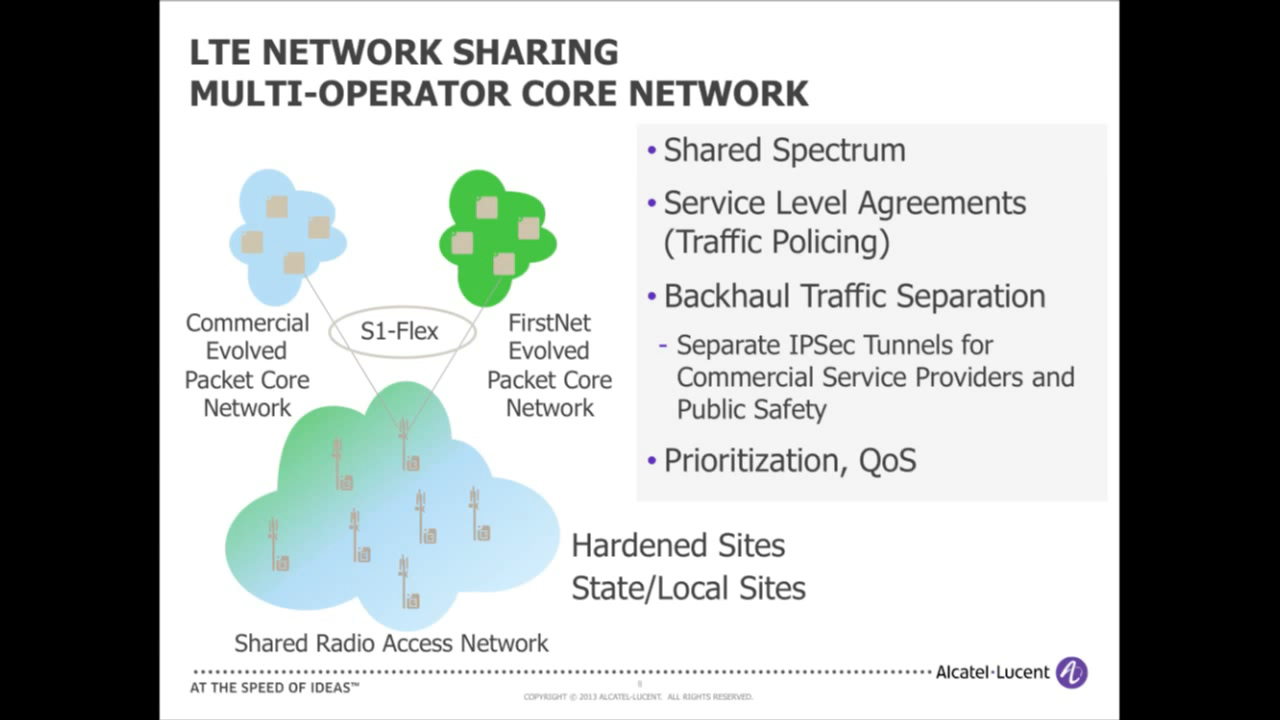 LTE NETWORK SHARING
MULTI-OPERATOR CORE NETWORK
• Shared Spectrum
• Service Level Agreements
(Traffic Policing)
• Backhaul Traffic Separation
- Separate IPSec Tunnels for
Commercial Service Providers and
Public Safety
• Prioritization, QoS
S1-Flex
Commercial
Evolved
Packet Core
Network
FirstNet
Evolved
Packet Core
Network
Hardened Sites
State/Local Sites
Shared Radio Access Network
Alcatel·Lucent
AT THE SPEED OF IDEAS™
COPYRIGHT © 2013 ALCATEL-LUCENT. ALL RIGHTS RESERVED.